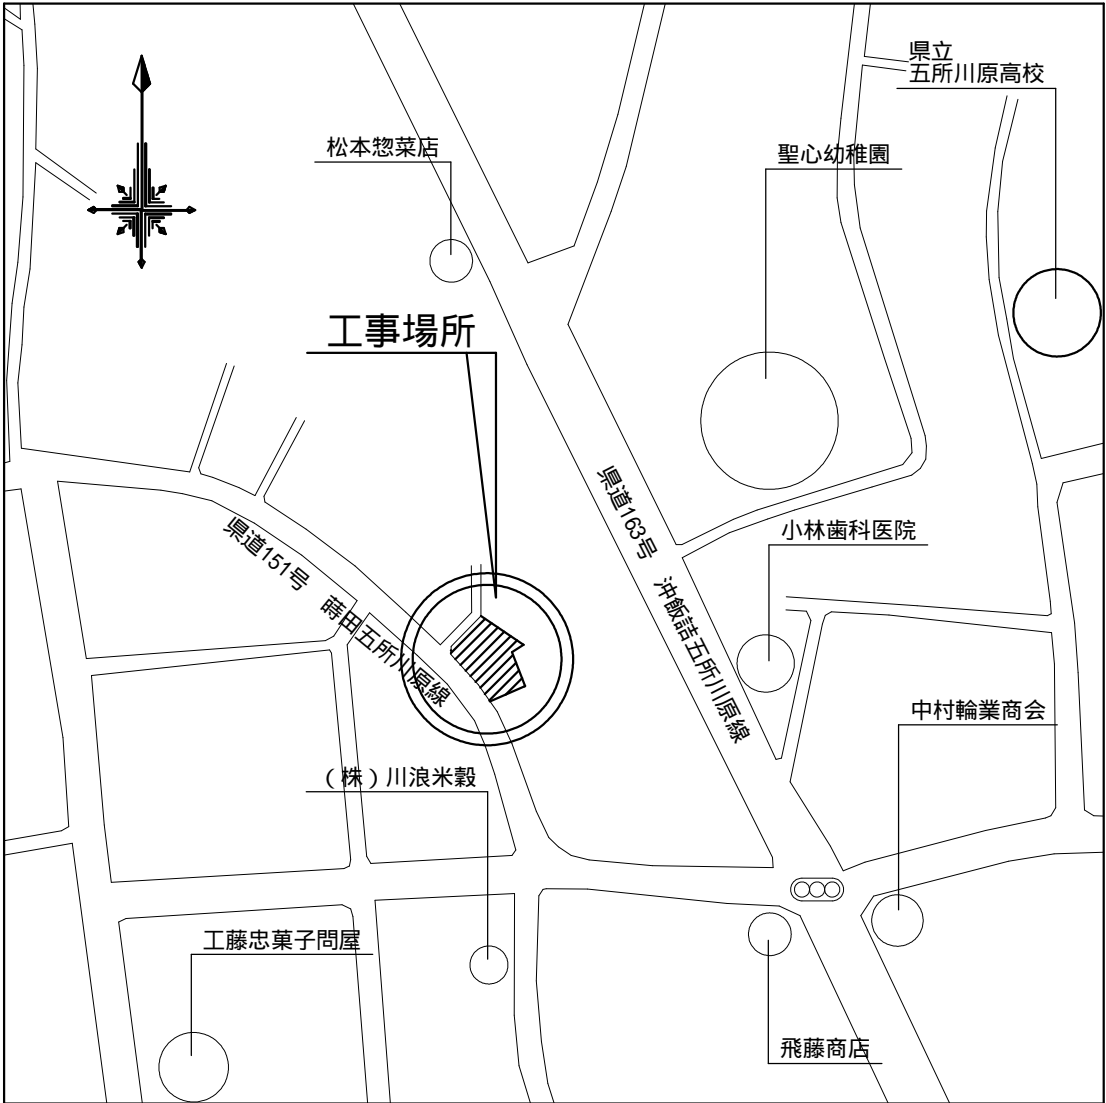 県立
五所川原高校
松本惣菜店
聖心幼稚園
工事場所
県道163号 沖飯詰五所川原線
県道151号 蒔田五所川原線
小林歯科医院
中村輪業商会
（株）川浪米穀
工藤忠菓子問屋
飛藤商店